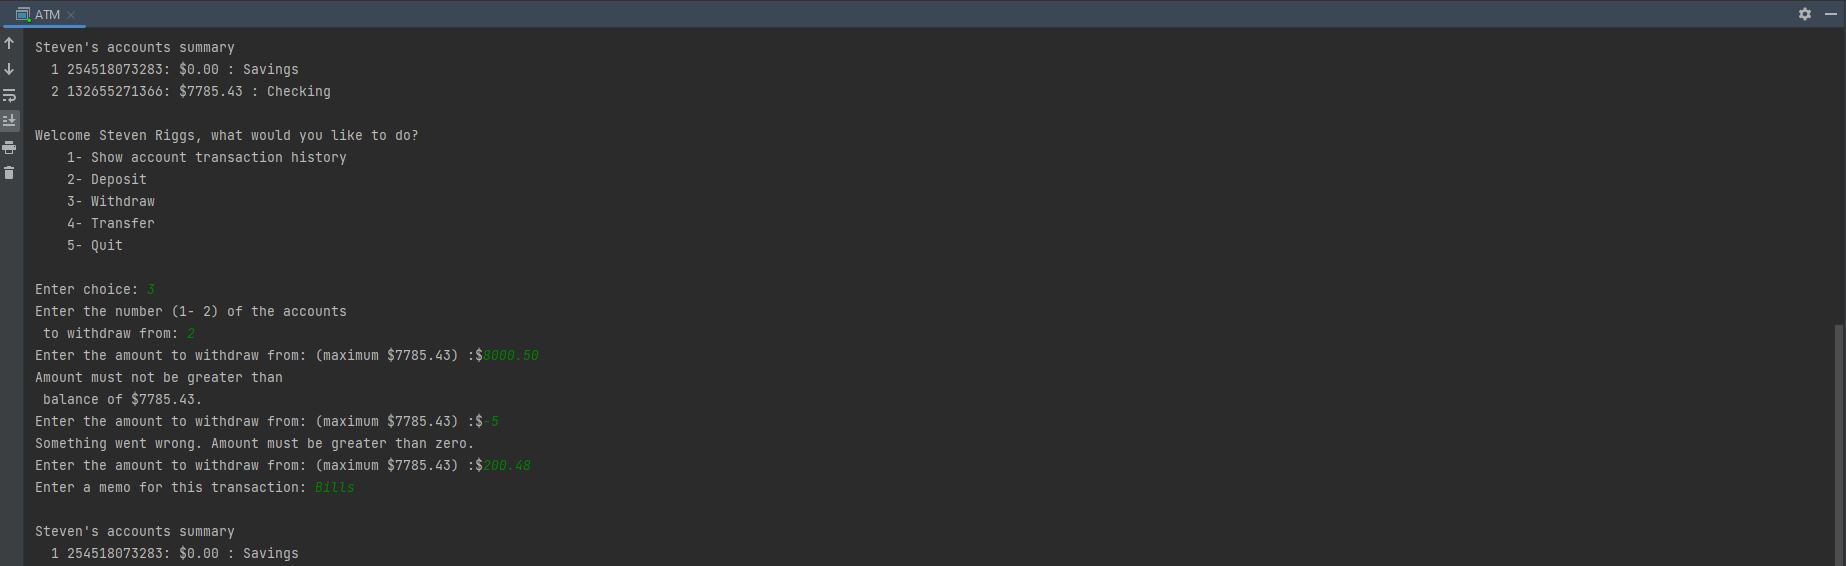 ATM
Steven's accounts summary
  1 254518073283: $0.00 : Savings
  2 132655271366: $7785.43 : Checking

Welcome Steven Riggs, what would you like to do?
    1- Show account transaction history
    2- Deposit
    3- Withdraw
    4- Transfer
    5- Quit

Enter choice: 3
Enter the number (1- 2) of the accounts
 to withdraw from: 2
Enter the amount to withdraw from: (maximum $7785.43) :$8000.50
Amount must not be greater than
 balance of $7785.43.
Enter the amount to withdraw from: (maximum $7785.43) :$-5
Something went wrong. Amount must be greater than zero.
Enter the amount to withdraw from: (maximum $7785.43) :$200.48
Enter a memo for this transaction: Bills

Steven's accounts summary
  1 254518073283: $0.00 : Savings